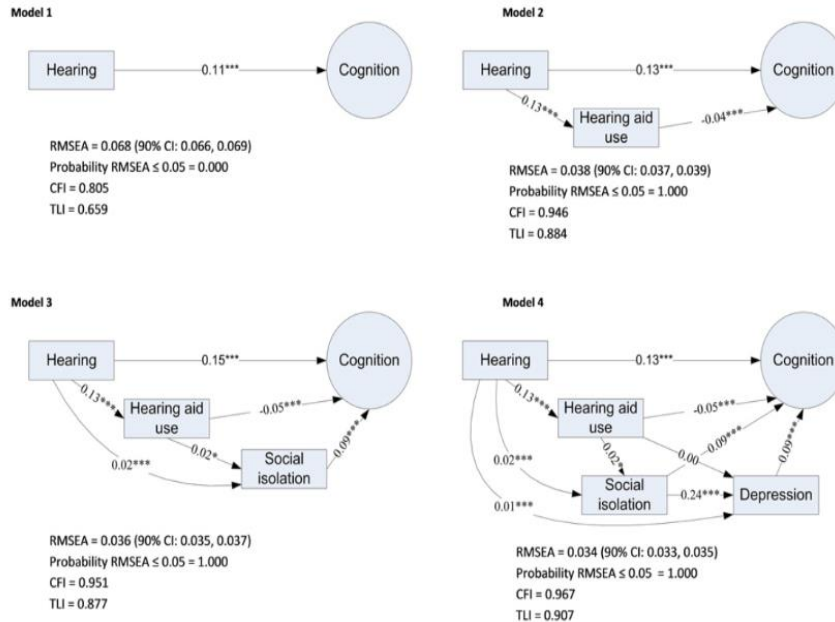 Model 1
Hearing
0.11***
Cognition
RMSEA = 0.068 (90% CI: 0.066, 0.069)
Probability RMSEA ≤ 0.05 = 0.000
CFI = 0.805
TLI = 0.659
Model 2
Hearing
0.13***
Cognition
0.13***
Hearing aid
use
-0.04***
RMSEA = 0.038 (90% CI: 0.037, 0.039)
Probability RMSEA ≤ 0.05 = 1.000
CFI = 0.946
TLI = 0.884
Model 3
Hearing
0.15***
Cognition
0.13***
Hearing aid
use
-0.05***
0.02*
0.09***
0.02***
Social
isolation
RMSEA = 0.036 (90% CI: 0.035, 0.037)
Probability RMSEA ≤ 0.05 = 1.000
CFI = 0.951
TLI = 0.877
Model 4
Hearing
0.13***
Cognition
0.13***
Hearing aid
use
-0.05***
0.09***
0.02***
0.02*
0.00
0.09***
Social
isolation
0.24***
Depression
0.01***
RMSEA = 0.034 (90% CI: 0.033, 0.035)
Probability RMSEA ≤ 0.05 = 1.000
CFI = 0.967
TLI = 0.907